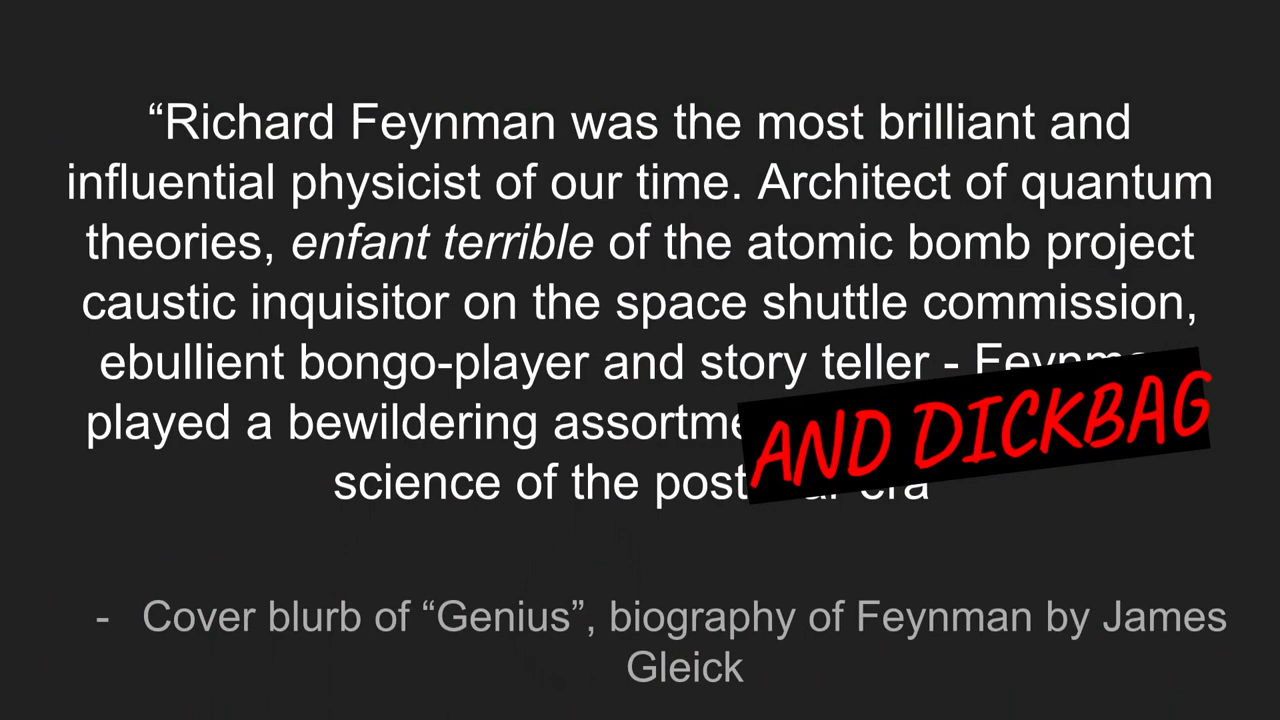 “Richard Feynman was the most brilliant and
influential physicist of our time. Architect of quantum
theories, enfant terrible of the atomic bomb project
caustic inquisitor on the space shuttle commission,
ebullient bongo-player and story teller -
played a bewildering
AND DICKBAG
science of the era
- Cover blurb of “Genius”, biography of Feynman by James
Gleick